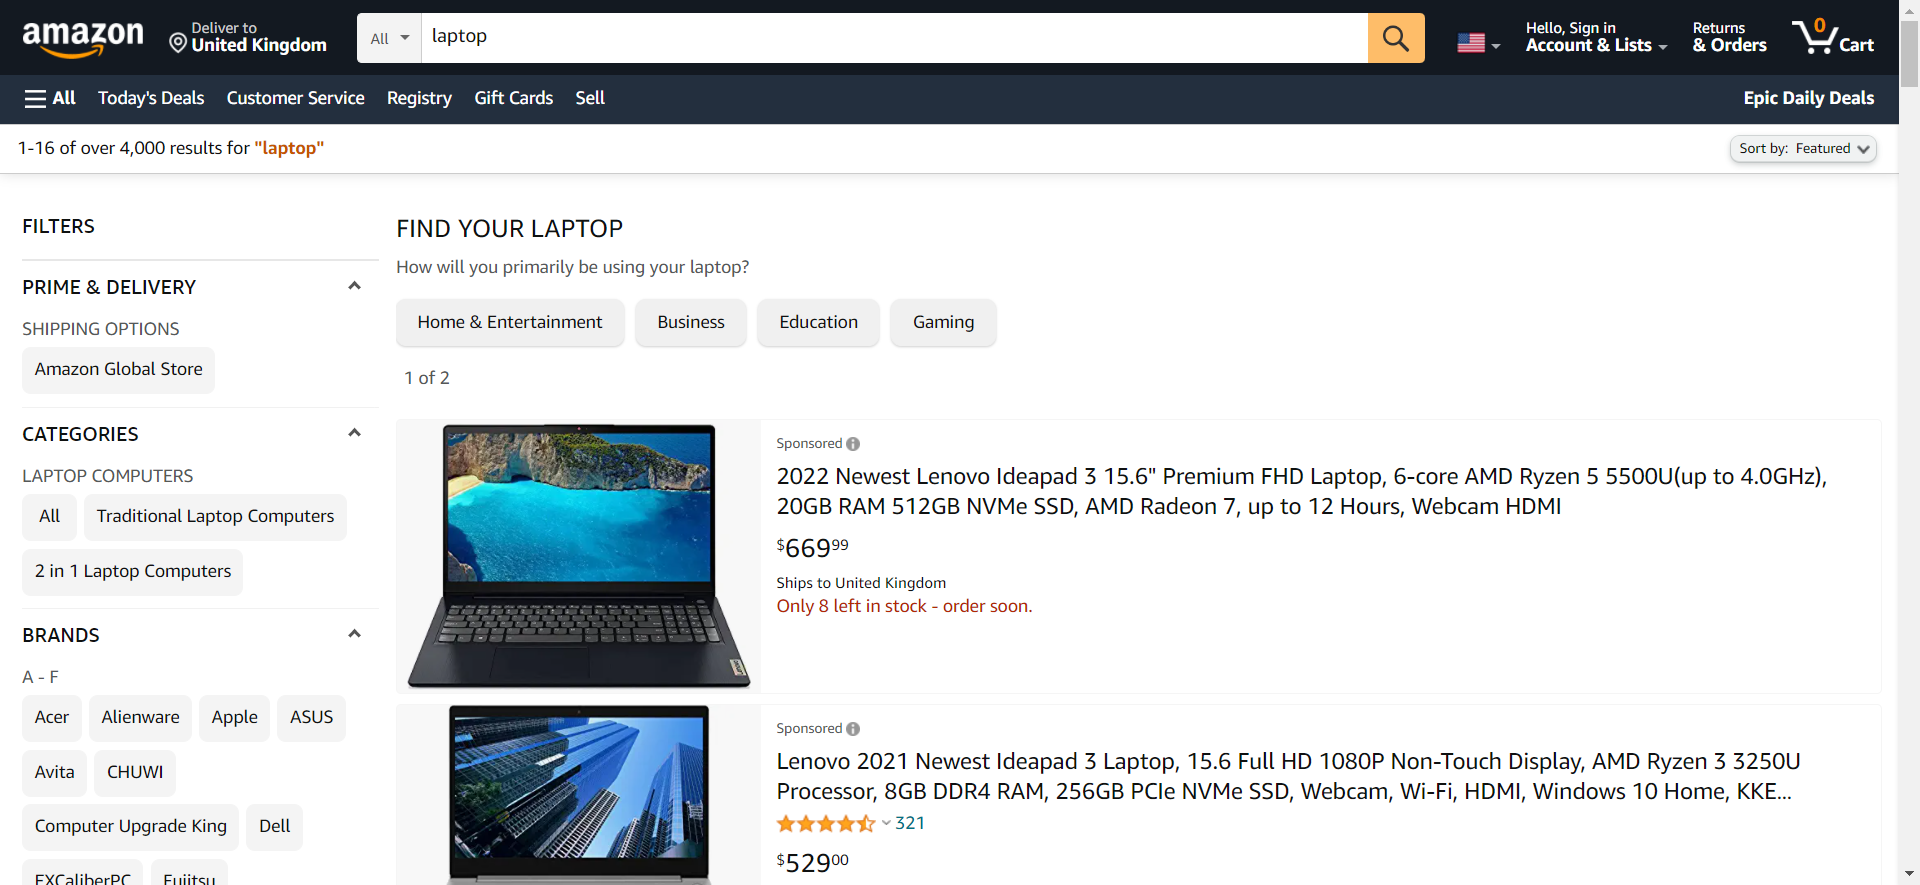 amazon
Deliver to
United Kingdom
All
laptop
Hello, Sign in
Account & Lists
Returns
& Orders
0
Cart
All
Today's Deals
Customer Service
Registry
Gift Cards
Sell
Epic Daily Deals
1-16 of over 4,000 results for "laptop"
Sort by: Featured
FILTERS
PRIME & DELIVERY
SHIPPING OPTIONS
Amazon Global Store
CATEGORIES
LAPTOP COMPUTERS
All
Traditional Laptop Computers
2 in 1 Laptop Computers
BRANDS
A - F
Acer
Alienware
Apple
ASUS
Avita
CHUWI
Computer Upgrade King
Dell
EXCaliberPC
Fujitsu
FIND YOUR LAPTOP
How will you primarily be using your laptop?
Home & Entertainment
Business
Education
Gaming
1 of 2
Sponsored
2022 Newest Lenovo Ideapad 3 15.6" Premium FHD Laptop, 6-core AMD Ryzen 5 5500U(up to 4.0GHz),
20GB RAM 512GB NVMe SSD, AMD Radeon 7, up to 12 Hours, Webcam HDMI
$669.99
Ships to United Kingdom
Only 8 left in stock - order soon.
Sponsored
Lenovo 2021 Newest Ideapad 3 Laptop, 15.6 Full HD 1080P Non-Touch Display, AMD Ryzen 3 3250U
Processor, 8GB DDR4 RAM, 256GB PCIe NVMe SSD, Webcam, Wi-Fi, HDMI, Windows 10 Home, KKE...
321
$529.00